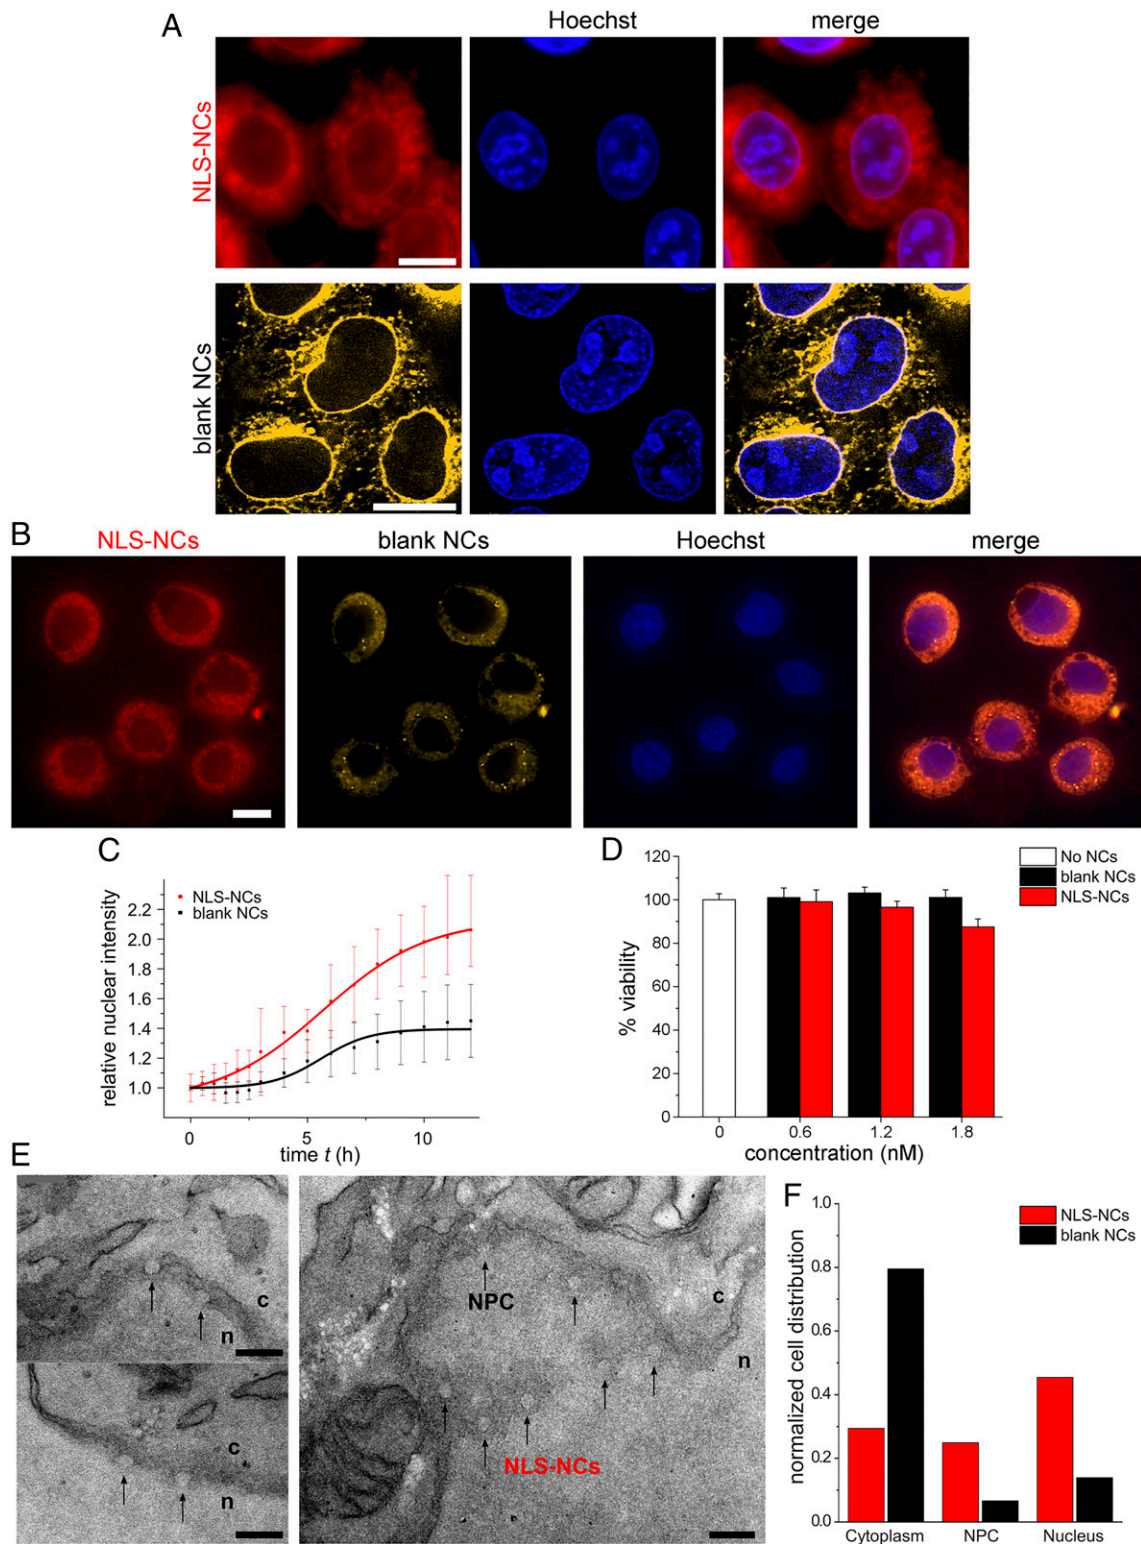 A
Hoechst
merge
NLS-NCs
blank NCs
B
NLS-NCs
blank NCs
Hoechst
merge
C
NLS-NCs
blank NCs
relative nuclear intensity
2.2
2.0
1.8
1.6
1.4
1.2
1.0
0
5
10
time t (h)
D
No NCs
blank NCs
NLS-NCs
% viability
120
100
80
60
40
20
0
0
0.6
1.2
1.8
concentration (nM)
E
c
n
c
n
NPC
c
n
NLS-NCs
F
NLS-NCs
blank NCs
normalized cell distribution
1.0
0.8
0.6
0.4
0.2
0.0
Cytoplasm
NPC
Nucleus